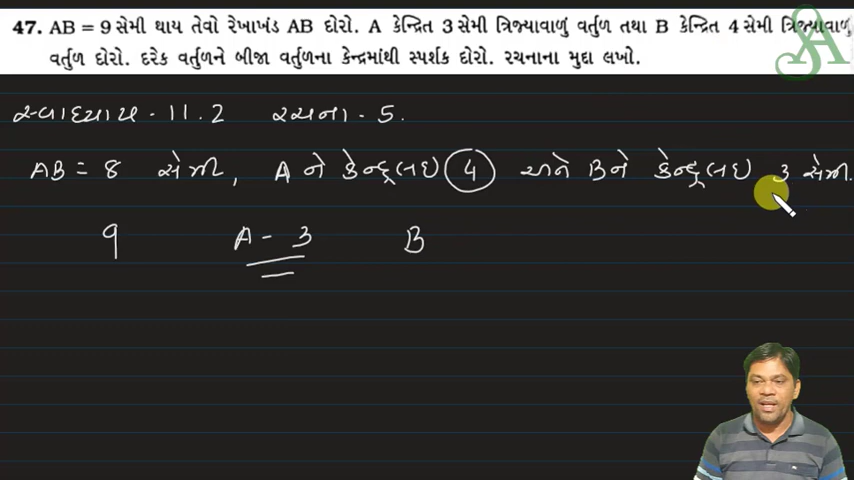 47. AB = 9 સેમી થાય તેવો રેખાખંડ AB દોરો. A કેન્દ્રિત 3 સેમી ત્રિજ્યાવાળું વર્તુળ તથા B કેન્દ્રિત 4 સેમી ત્રિજ્યાવાળું
વર્તુળ દોરો. દરેક વર્તુળને બીજા વર્તુળના કેન્દ્રમાંથી સ્પર્શક દોરો. રચનાના મુદ્દા લખો.
સ્વાધ્યાય - 11.2 રચના - 5.
AB = 8 સેમી, A ને કેન્દ્ર લઇ 4 અને B ને કેન્દ્ર લઇ 3 સેમી.
9 A - 3 B